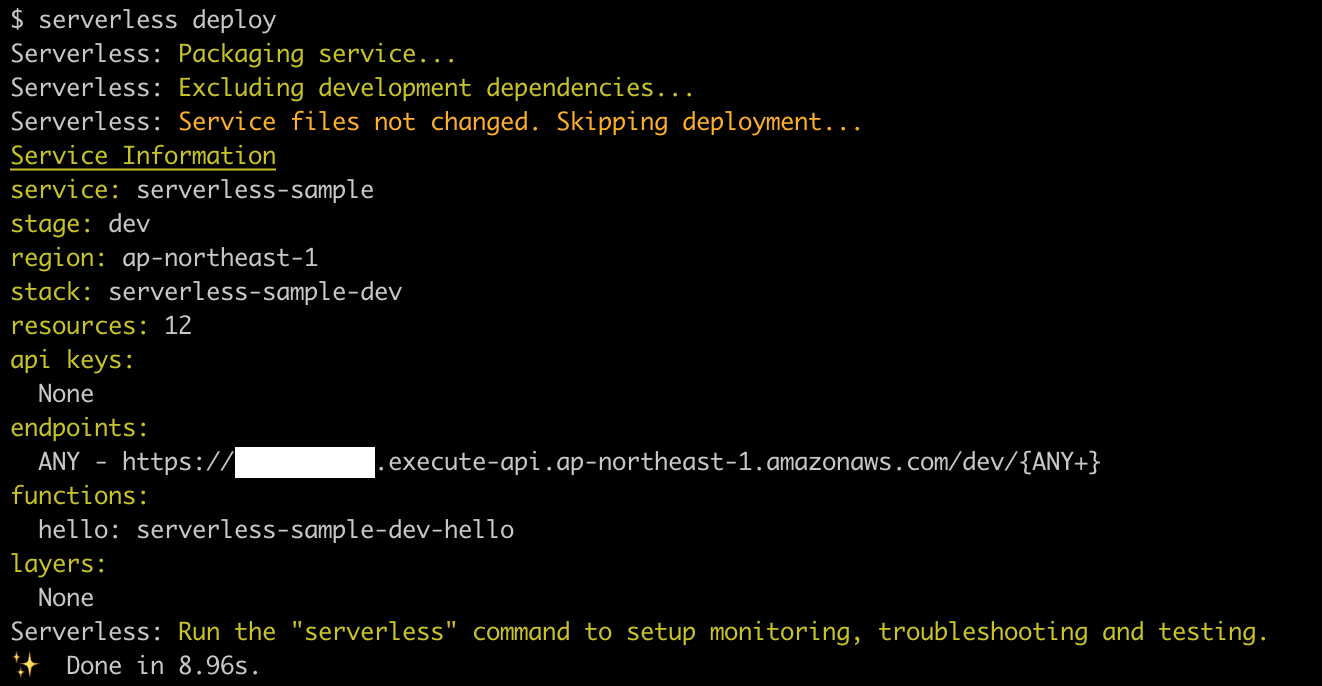 $ serverless deploy
Serverless: Packaging service...
Serverless: Excluding development dependencies...
Serverless: Service files not changed. Skipping deployment...
Service Information
service: serverless-sample
stage: dev
region: ap-northeast-1
stack: serverless-sample-dev
resources: 12
api keys:
  None
endpoints:
  ANY - https://.execute-api.ap-northeast-1.amazonaws.com/dev/{ANY+}
functions:
  hello: serverless-sample-dev-hello
layers:
  None
Serverless: Run the "serverless" command to setup monitoring, troubleshooting and testing.
✨  Done in 8.96s.